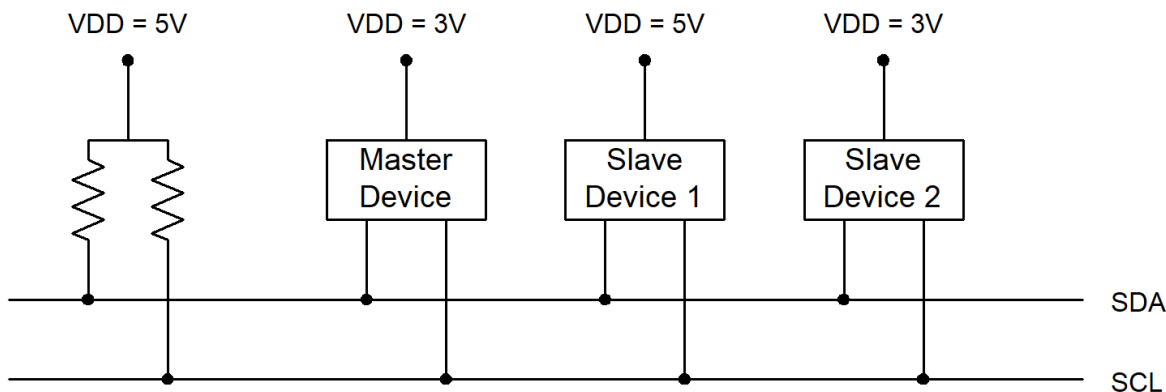 VDD = 5V
VDD = 3V
VDD = 5V
VDD = 3V
Master
Device
Slave
Device 1
Slave
Device 2
SDA
SCL